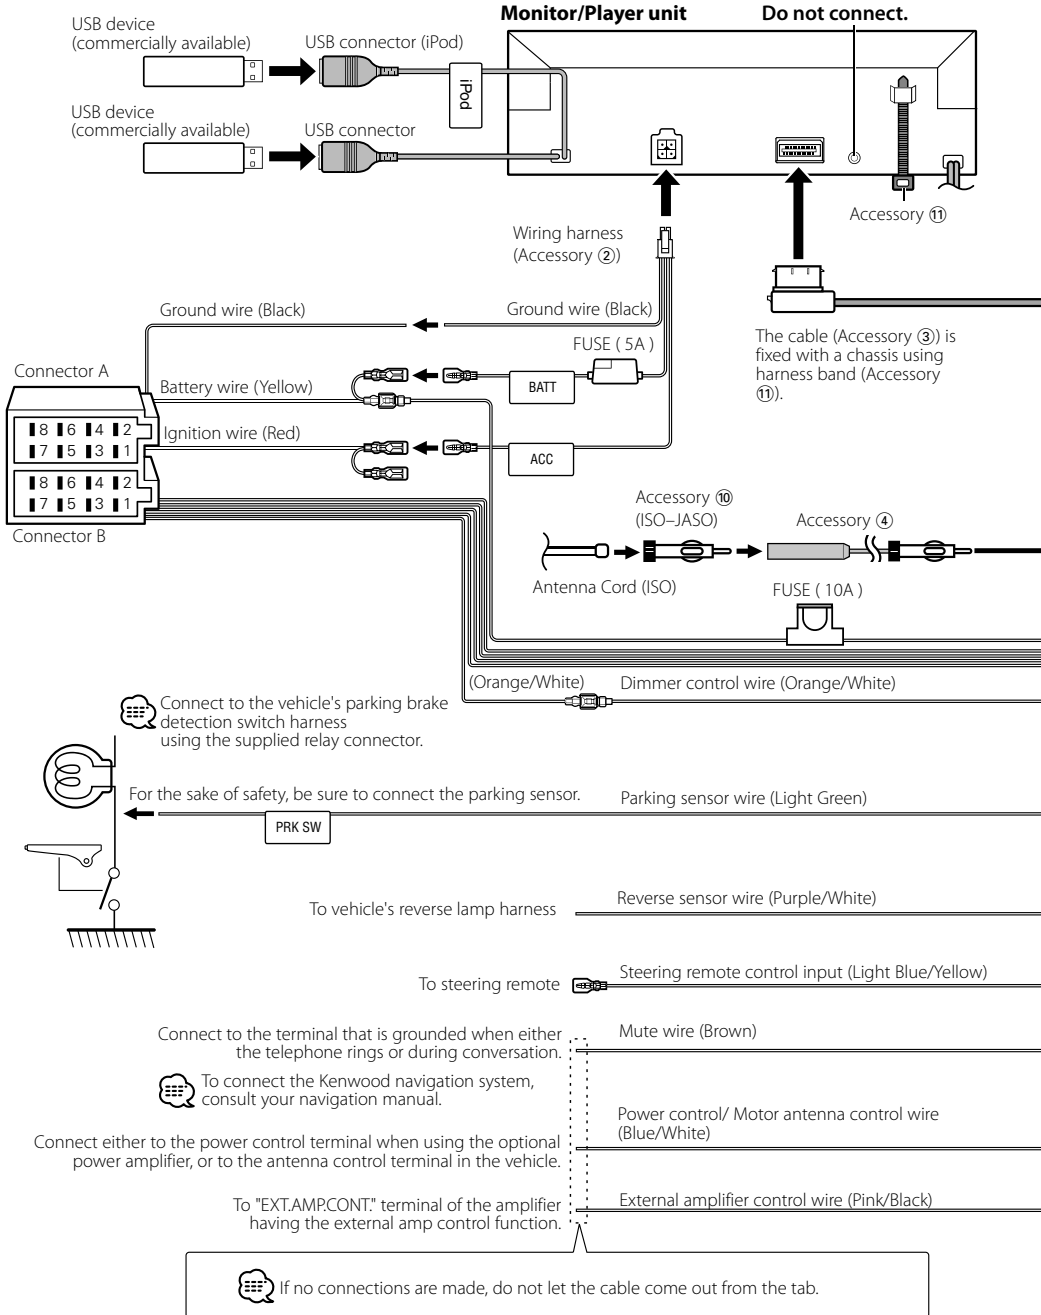 Monitor/Player unit
Do not connect.
USB device
(commercially available)
USB connector (iPod)
iPod
USB device
(commercially available)
USB connector
Accessory ⑪
Wiring harness
(Accessory ②)
Ground wire (Black)
Ground wire (Black)
FUSE ( 5A )
The cable (Accessory ③) is
fixed with a chassis using
harness band (Accessory
⑪).
Connector A
Battery wire (Yellow)
BATT
Ignition wire (Red)
ACC
8 6 4 2
7 5 3 1
8 6 4 2
7 5 3 1
Connector B
Accessory ⑩
(ISO–JASO)
Accessory ④
Antenna Cord (ISO)
FUSE ( 10A )
(Orange/White)
Dimmer control wire (Orange/White)
Connect to the vehicle's parking brake
detection switch harness
using the supplied relay connector.
For the sake of safety, be sure to connect the parking sensor.
Parking sensor wire (Light Green)
PRK SW
To vehicle's reverse lamp harness
Reverse sensor wire (Purple/White)
To steering remote
Steering remote control input (Light Blue/Yellow)
Connect to the terminal that is grounded when either
the telephone rings or during conversation.
Mute wire (Brown)
To connect the Kenwood navigation system,
consult your navigation manual.
Power control/ Motor antenna control wire
(Blue/White)
Connect either to the power control terminal when using the optional
power amplifier, or to the antenna control terminal in the vehicle.
To "EXT.AMP.CONT." terminal of the amplifier
having the external amp control function.
External amplifier control wire (Pink/Black)
If no connections are made, do not let the cable come out from the tab.